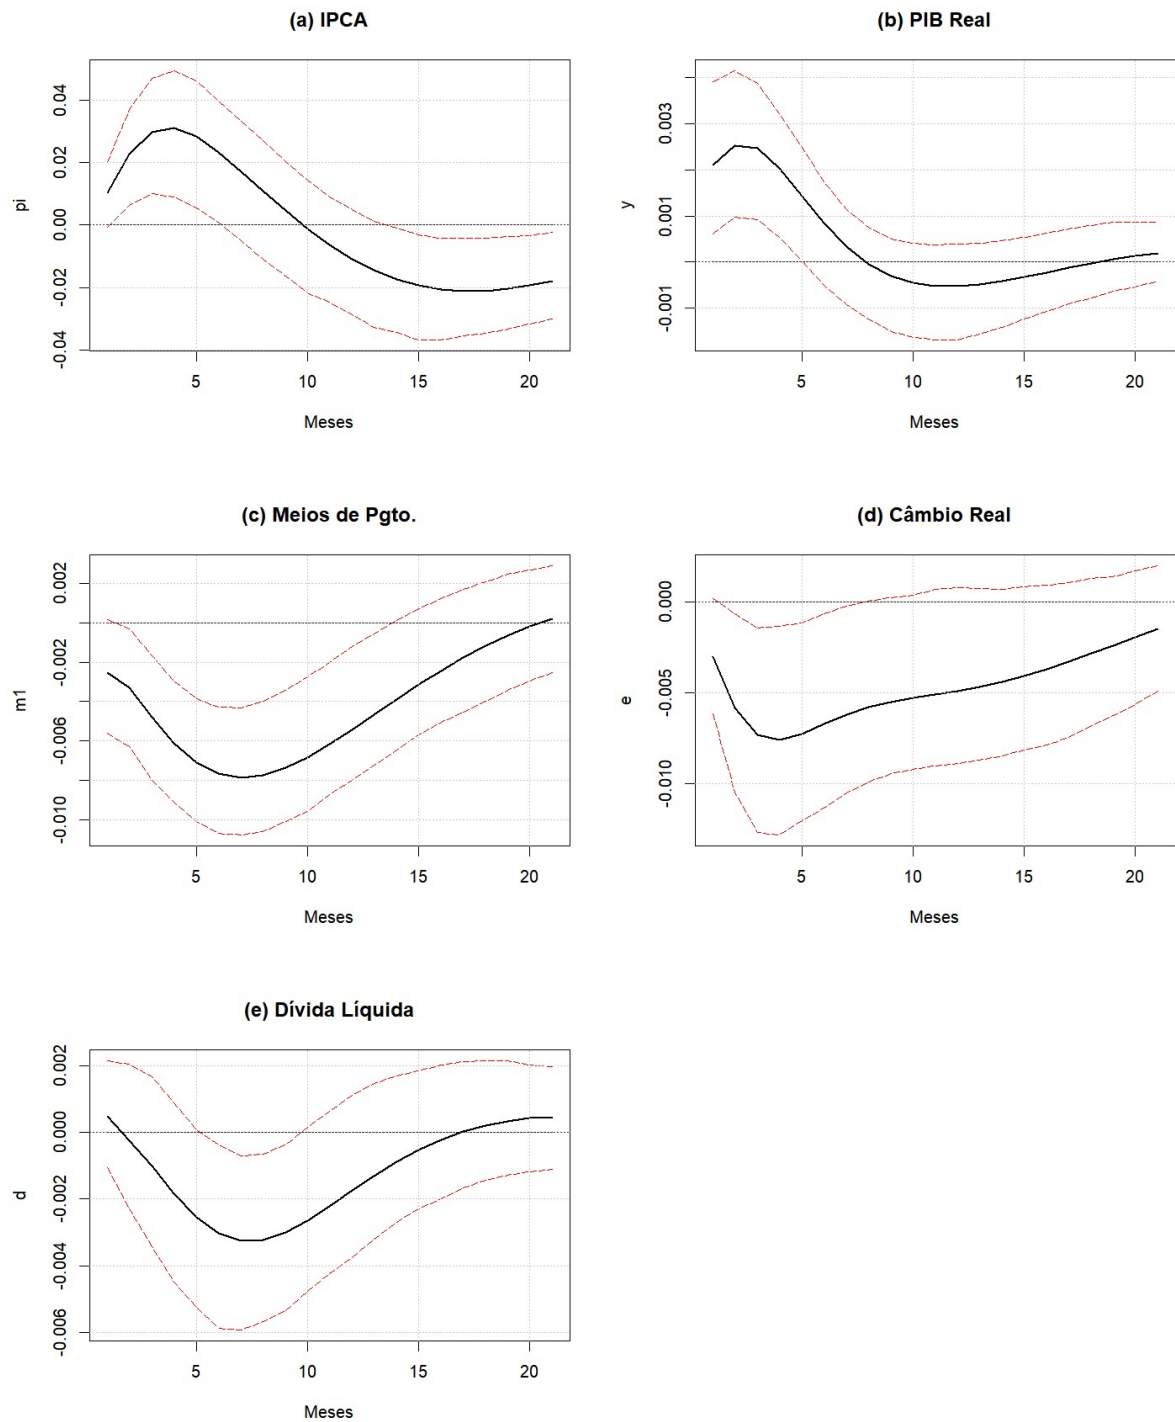 (a) IPCA
pi
0.04
0.02
0.00
-0.02
-0.04
5 10 15 20
Meses
(b) PIB Real
y
0.003
0.001
-0.001
5 10 15 20
Meses
(c) Meios de Pgto.
m1
0.002
-0.002
-0.006
-0.010
5 10 15 20
Meses
(d) Câmbio Real
e
0.000
-0.005
-0.010
5 10 15 20
Meses
(e) Dívida Líquida
d
0.002
0.000
-0.002
-0.004
-0.006
5 10 15 20
Meses